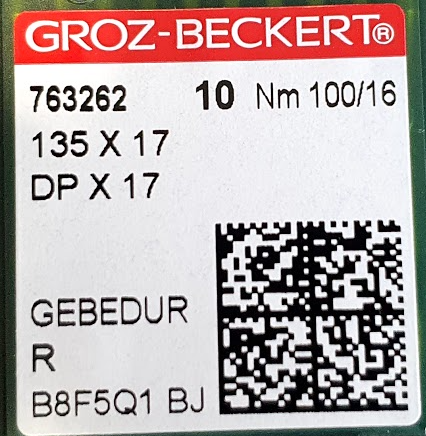 GROZ-BECKERT®
763262 10 Nm 100/16
135 X 17
DP X 17
GEBEDUR
R
B8F5Q1 BJ